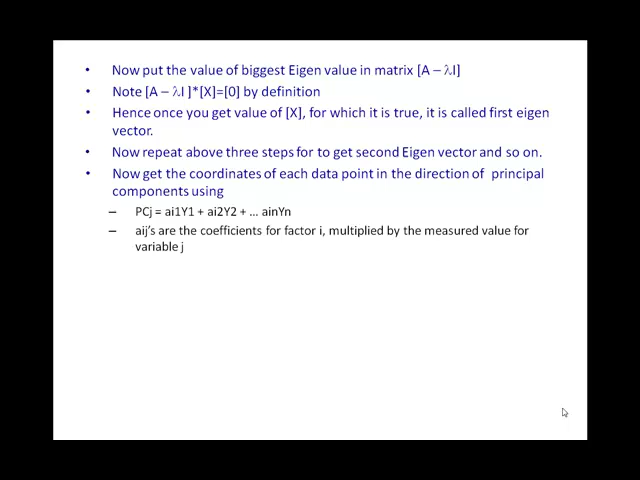 • Now put the value of biggest Eigen value in matrix [A – λI]
• Note [A – λI ]*[X]=[0] by definition
• Hence once you get value of [X], for which it is true, it is called first eigen
vector.
• Now repeat above three steps for to get second Eigen vector and so on.
• Now get the coordinates of each data point in the direction of principal
components using
– PCj = ai1Y1 + ai2Y2 + … ainYn
– aij's are the coefficients for factor i, multiplied by the measured value for
variable j